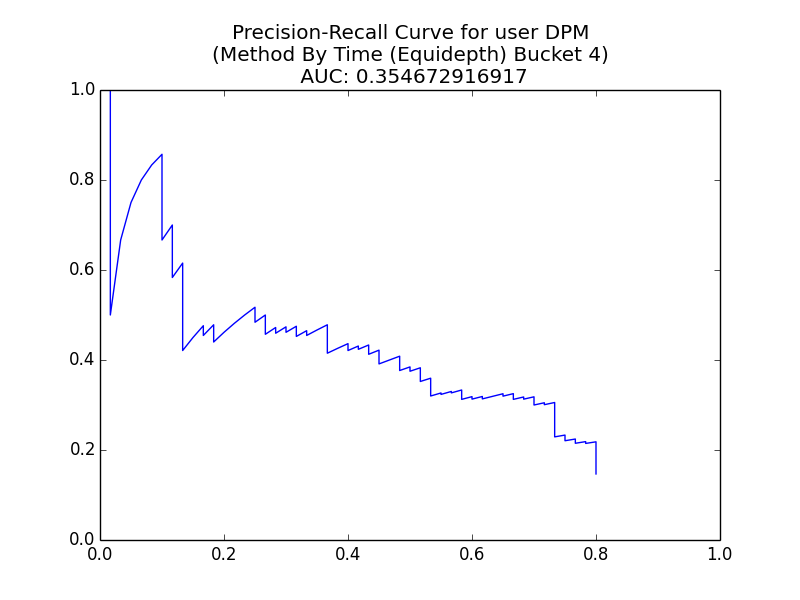 Precision-Recall Curve for user DPM
(Method By Time (Equidepth) Bucket 4)
AUC: 0.354672916917
1.0
0.8
0.6
0.4
0.2
0.0
0.0 0.2 0.4 0.6 0.8 1.0